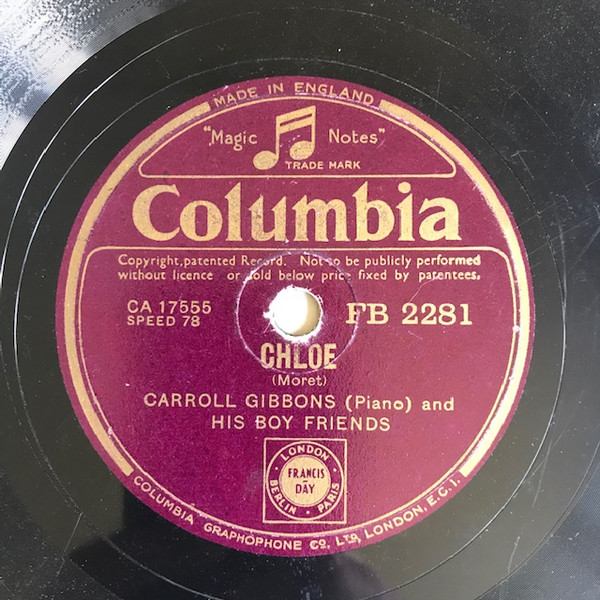 MADE IN ENGLAND
"Magic Notes"
TRADE MARK
Columbia
Copyright, patented Record. Not to be publicly performed
without licence or sold below price fixed by patentees.
CA 17555
SPEED 78
FB 2281
CHLOE
(Moret)
CARROLL GIBBONS (Piano) and
HIS BOY FRIENDS
LONDON
FRANCIS
DAY
BERLIN · PARIS
COLUMBIA GRAPHOPHONE CO. LTD. LONDON, E.C.1.